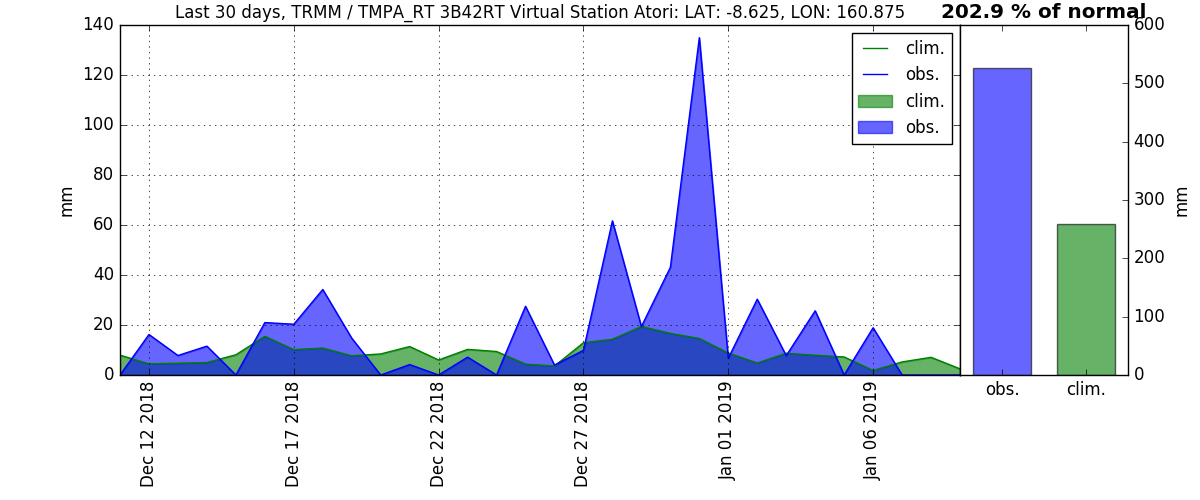 Last 30 days, TRMM / TMPA_RT 3B42RT Virtual Station Atori: LAT: -8.625, LON: 160.875
202.9 % of normal
140
120
100
80
60
40
20
0
mm
clim.
obs.
clim.
obs.
Dec 12 2018
Dec 17 2018
Dec 22 2018
Dec 27 2018
Jan 01 2019
Jan 06 2019
600
500
400
300
200
100
0
mm
obs.
clim.